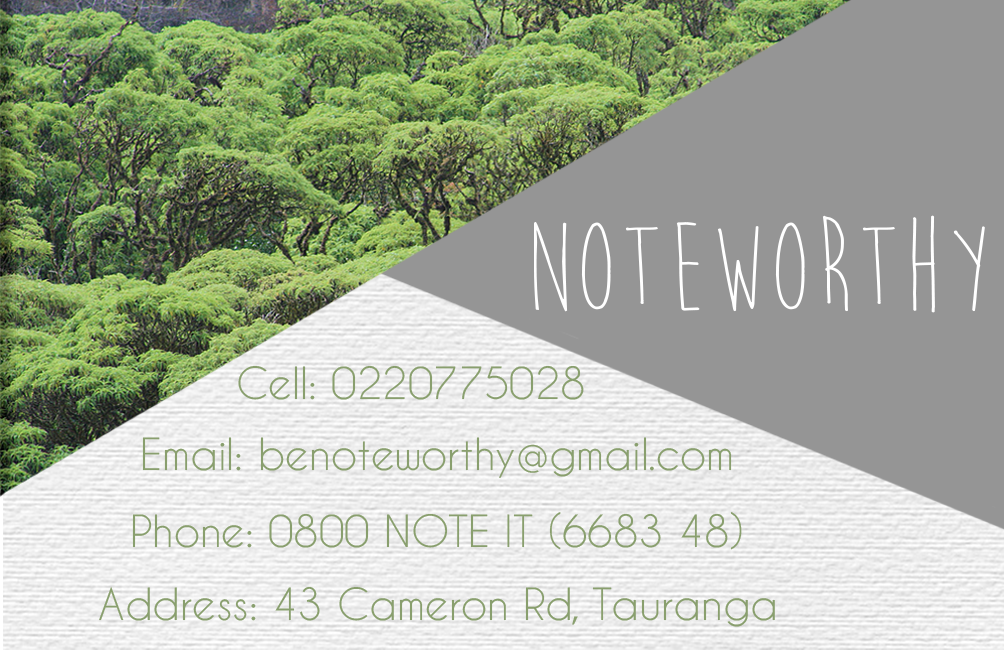 NOTEWORTHY
Cell: 0220775028
Email: benoteworthy@gmail.com
Phone: 0800 NOTE IT (6683 48)
Address: 43 Cameron Rd, Tauranga